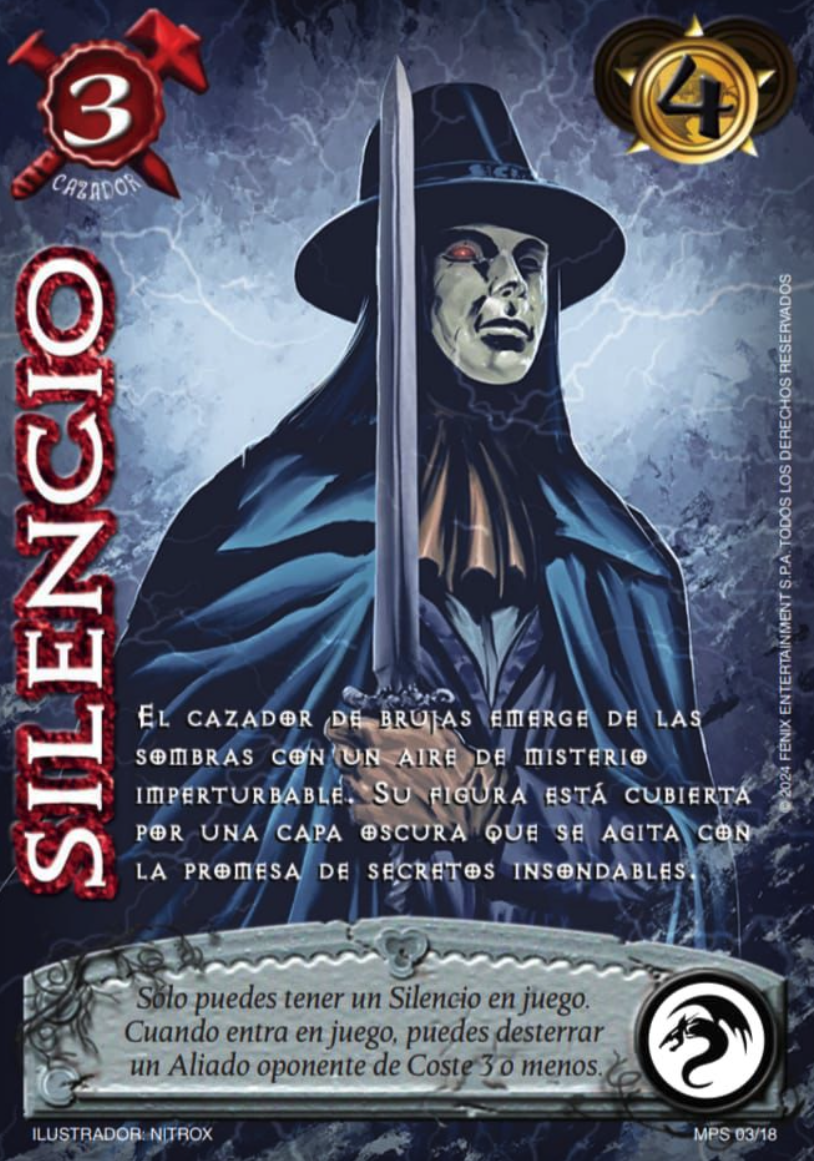 3
CAZADOR
4
SILENCIO
El cazador de brujas emerge de las
sombras con un aire de misterio
imperturbable. Su figura está cubierta
por una capa oscura que se agita con
la promesa de secretos insondables.
© 2024 FENIX ENTERTAINMENT S.P.A. TODOS LOS DERECHOS RESERVADOS
Sólo puedes tener un Silencio en juego.
Cuando entra en juego, puedes desterrar
un Aliado oponente de Coste 3 o menos.
ILUSTRADOR: NITROX
MPS 03/18